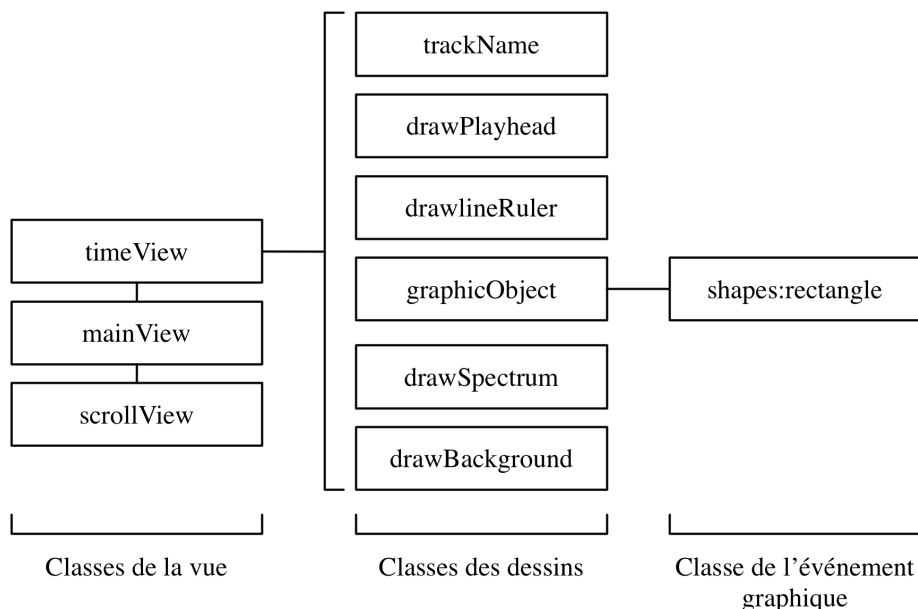 trackName
drawPlayhead
drawlineRuler
timeView
graphicObject
shapes:rectangle
mainView
drawSpectrum
scrollView
drawBackground
Classes de la vue
Classes des dessins
Classe de l’événement
graphique